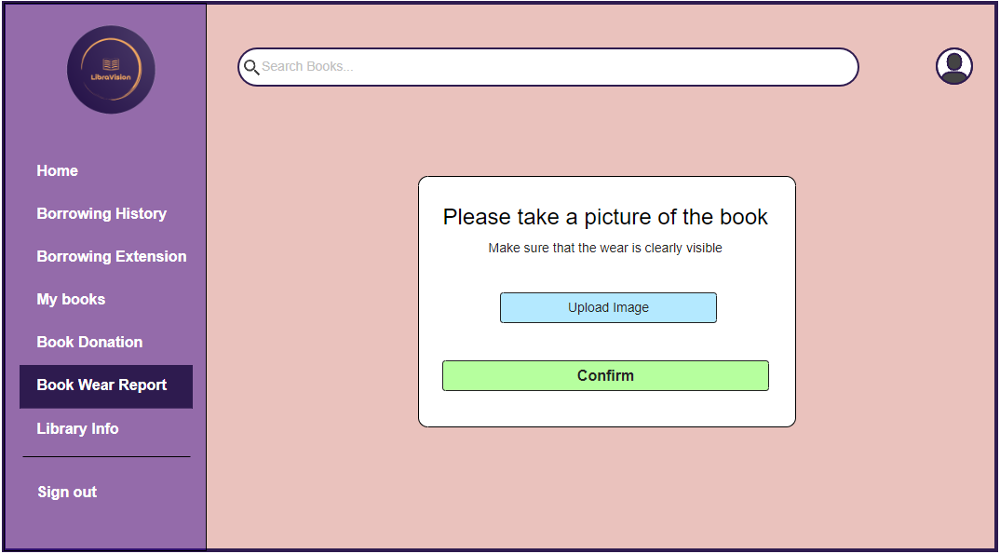 LibraVision
Search Books...
Home
Borrowing History
Borrowing Extension
My books
Book Donation
Book Wear Report
Library Info
Sign out
Please take a picture of the book
Make sure that the wear is clearly visible
Upload Image
Confirm